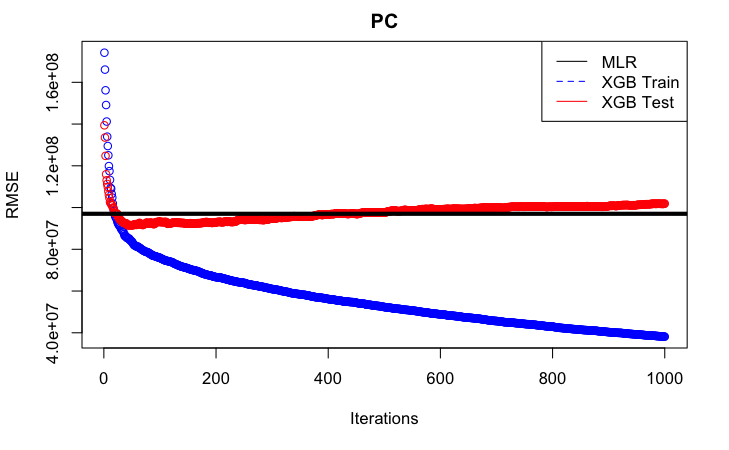 PC
MLR
XGB Train
XGB Test
RMSE
1.6e+08
1.2e+08
8.0e+07
4.0e+07
0 200 400 600 800 1000
Iterations